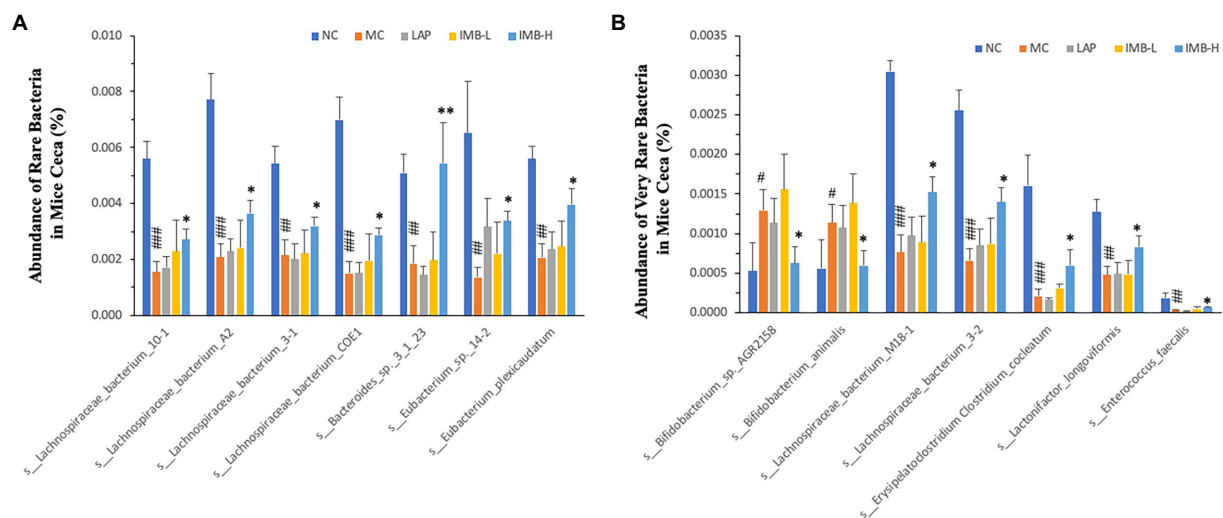 A
Abundance of Rare Bacteria
in Mice Ceca (%)
0.010
0.008
0.006
0.004
0.002
0.000
NC MC LAP IMB-L IMB-H
###
*
###
*
##
*
###
*
##
**
##
*
##
*
s__Lachnospiraceae_bacterium_10-1
s__Lachnospiraceae_bacterium_A2
s__Lachnospiraceae_bacterium_3-1
s__Lachnospiraceae_bacterium_COE1
s__Bacteroides_sp._3_1_23
s__Eubacterium_sp._14-2
s__Eubacterium_plexicaudatum
B
Abundance of Very Rare Bacteria
in Mice Ceca (%)
0.0035
0.0030
0.0025
0.0020
0.0015
0.0010
0.0005
0.0000
NC MC LAP IMB-L IMB-H
#
*
#
*
###
*
###
*
###
*
##
*
##
*
s__Bifidobacterium_sp._AGR2158
s__Bifidobacterium_animalis
s__Lachnospiraceae_bacterium_M18-1
s__Lachnospiraceae_bacterium_3-2
s__Erysipelatoclostridium Clostridium_cocleatum
s__Lactonifactor_longoviformis
s__Enterococcus_faecalis